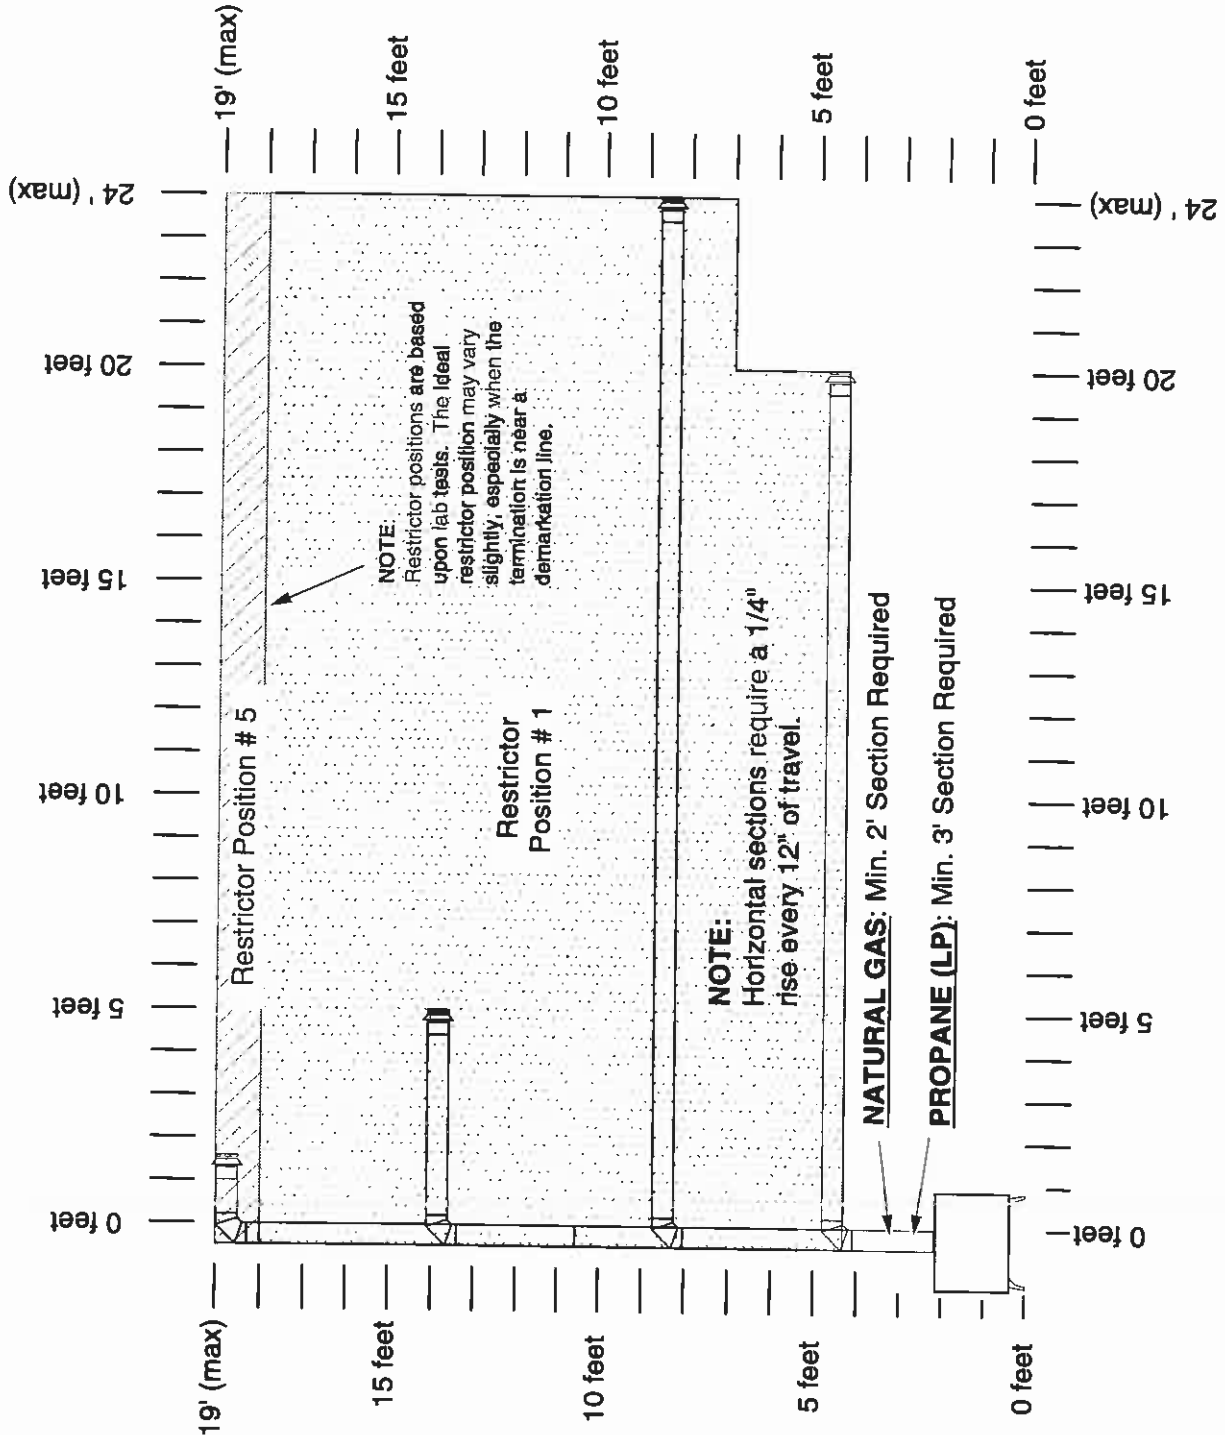 19' (max)
15 feet
10 feet
5 feet
0 feet
0 feet
5 feet
10 feet
15 feet
20 feet
24 ' (max)
Restrictor Position # 5
NOTE:
Restrictor positions are based
upon lab tests. The ideal
restrictor position may vary
slightly, especially when the
termination is near a
demarkation line.
Restrictor
Position # 1
NOTE:
Horizontal sections require a 1/4"
rise every 12" of travel.
NATURAL GAS: Min. 2' Section Required
PROPANE (LP): Min. 3' Section Required
0 feet
5 feet
10 feet
15 feet
20 feet
24 ' (max)
19' (max)
15 feet
10 feet
5 feet
0 feet